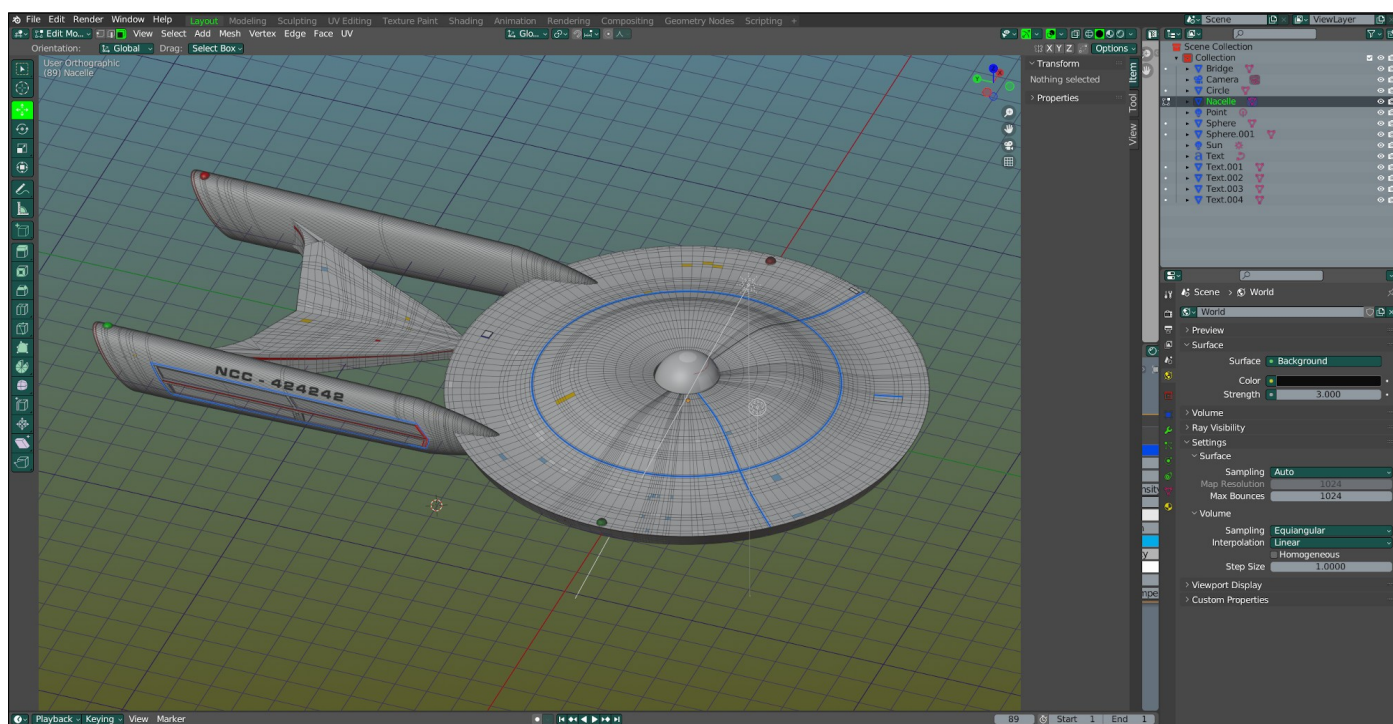 File Edit Render Window Help Layout Modeling Sculpting UV Editing Texture Paint Shading Animation Rendering Compositing Geometry Nodes Scripting + Scene ViewLayer
Edit Mo... View Select Add Mesh Vertex Edge Face UV Glo...
Orientation: Global Drag: Select Box X Y Z Options
User Orthographic
(89) Nacelle
NCC - 424242
Transform
Nothing selected
Properties
Item
Tool
View
Scene Collection
Collection
Bridge
Camera
Circle
Nacelle
Point
Sphere
Sphere.001
Sun
Text
Text.001
Text.002
Text.003
Text.004
Scene > World
World
Preview
Surface
Surface Background
Color
Strength 3.000
Volume
Ray Visibility
Settings
Surface
Sampling Auto
Map Resolution 1024
Max Bounces 1024
Volume
Sampling Equiangular
Interpolation Linear
Homogeneous
Step Size 1.0000
Viewport Display
Custom Properties
Playback Keying View Marker 89 Start 1 End 1